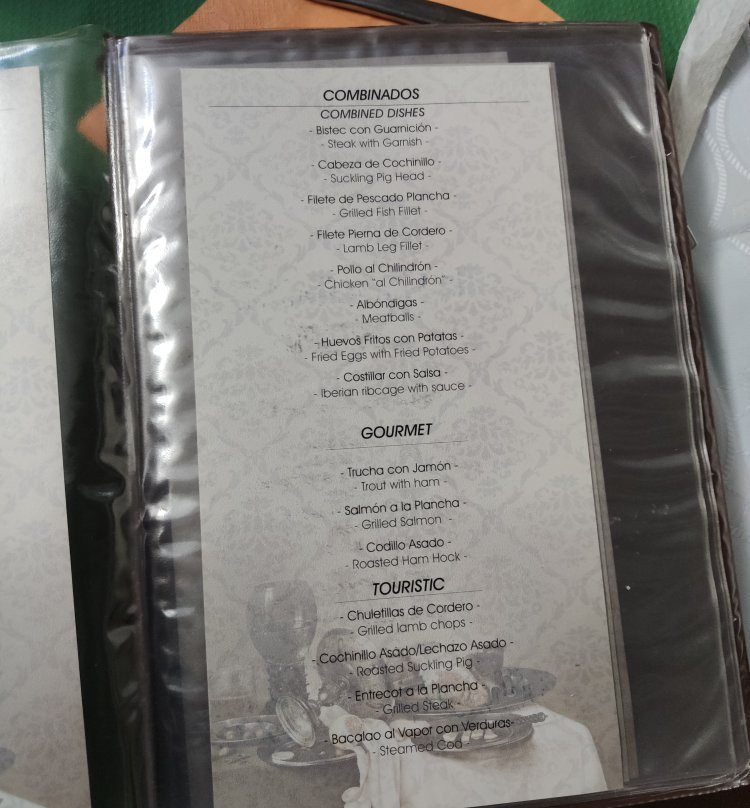 COMBINADOS
COMBINED DISHES
- Bistec con Guarnición -
- Steak with Garnish -
- Cabeza de Cochinillo -
- Suckling Pig Head -
- Filete de Pescado Plancha -
- Grilled Fish Fillet -
- Filete Pierna de Cordero -
- Lamb Leg Fillet -
- Pollo al Chilindrón -
- Chicken "al Chilindrón" -
- Albóndigas -
- Meatballs -
- Huevos Fritos con Patatas -
- Fried Eggs with Fried Potatoes -
- Costillar con Salsa -
- Iberian ribcage with sauce -
GOURMET
- Trucha con Jamón -
- Trout with ham -
- Salmón a la Plancha -
- Grilled Salmon -
- Codillo Asado -
- Roasted Ham Hock -
TOURISTIC
- Chuletillas de Cordero -
- Grilled lamb chops -
- Cochinillo Asado/Lechazo Asado -
- Roasted Suckling Pig -
- Entrecot a la Plancha -
- Grilled Steak -
- Bacalao al Vapor con Verduras-
- Steamed Cod -